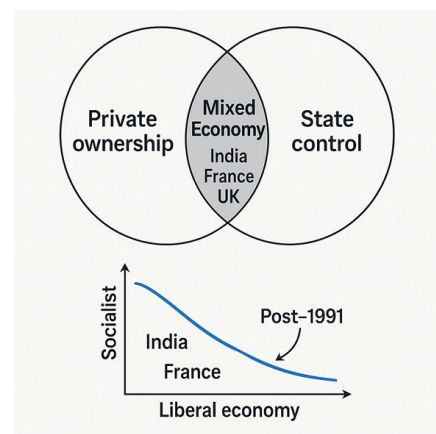 Private
ownership
Mixed
Economy
India
France
UK
State
control
Socialist
India
France
Post–1991
Liberal economy